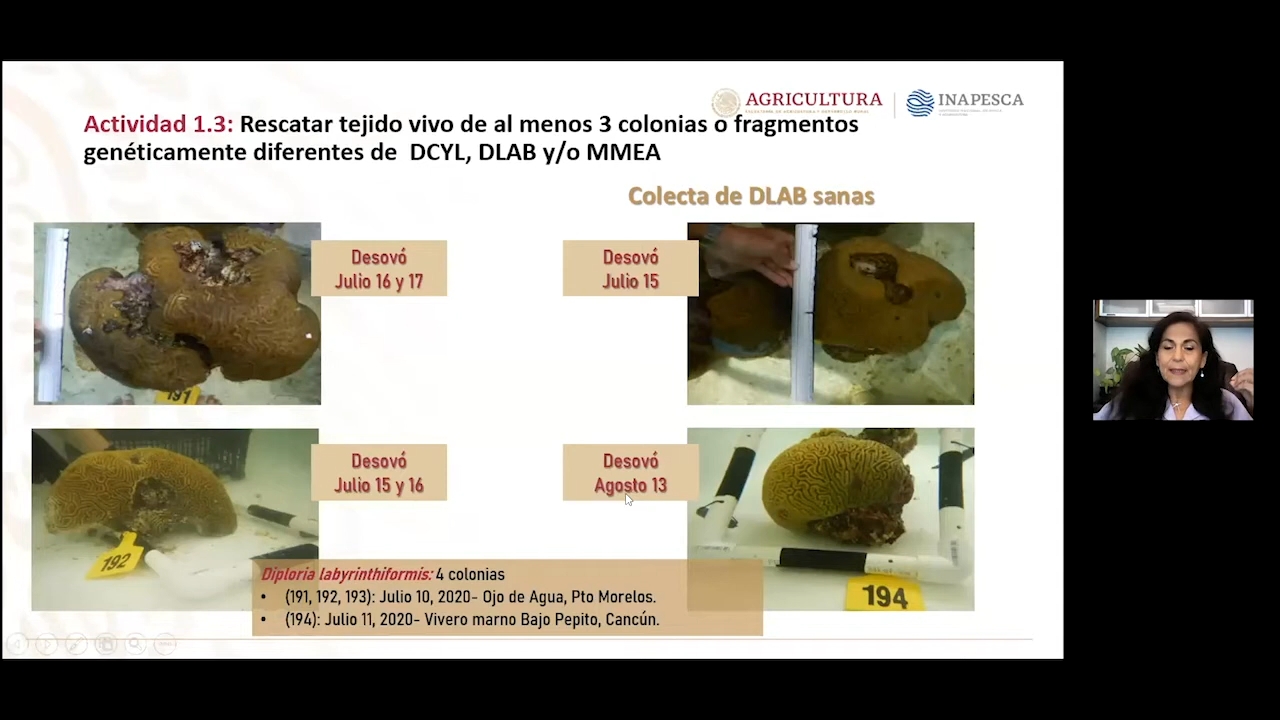 AGRICULTURA
INAPESCA
Actividad 1.3: Rescatar tejido vivo de al menos 3 colonias o fragmentos
genéticamente diferentes de DCYL, DLAB y/o MMEA
Colecta de DLAB sanas
Desovó
Julio 16 y 17
Desovó
Julio 15
191
Desovó
Julio 15 y 16
Desovó
Agosto 13
192
194
Diploria labyrinthiformis: 4 colonias
• (191, 192, 193): Julio 10, 2020- Ojo de Agua, Pto Morelos.
• (194): Julio 11, 2020- Vivero marno Bajo Pepito, Cancún.